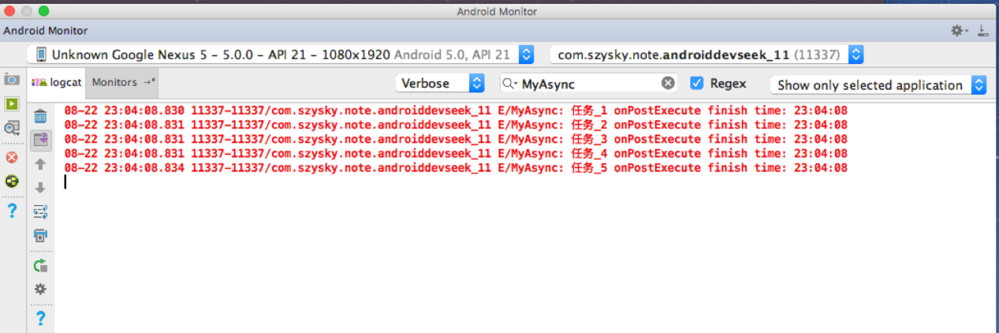 Android Monitor
Android Monitor
Unknown Google Nexus 5 – 5.0.0 – API 21 – 1080x1920 Android 5.0, API 21
com.szysky.note.androiddevseek_11 (11337)
logcat
Monitors
Verbose
MyAsync
Regex
Show only selected application
08-22 23:04:08.830 11337-11337/com.szysky.note.androiddevseek_11 E/MyAsync: 任务_1 onPostExecute finish time: 23:04:08
08-22 23:04:08.831 11337-11337/com.szysky.note.androiddevseek_11 E/MyAsync: 任务_2 onPostExecute finish time: 23:04:08
08-22 23:04:08.831 11337-11337/com.szysky.note.androiddevseek_11 E/MyAsync: 任务_3 onPostExecute finish time: 23:04:08
08-22 23:04:08.831 11337-11337/com.szysky.note.androiddevseek_11 E/MyAsync: 任务_4 onPostExecute finish time: 23:04:08
08-22 23:04:08.834 11337-11337/com.szysky.note.androiddevseek_11 E/MyAsync: 任务_5 onPostExecute finish time: 23:04:08